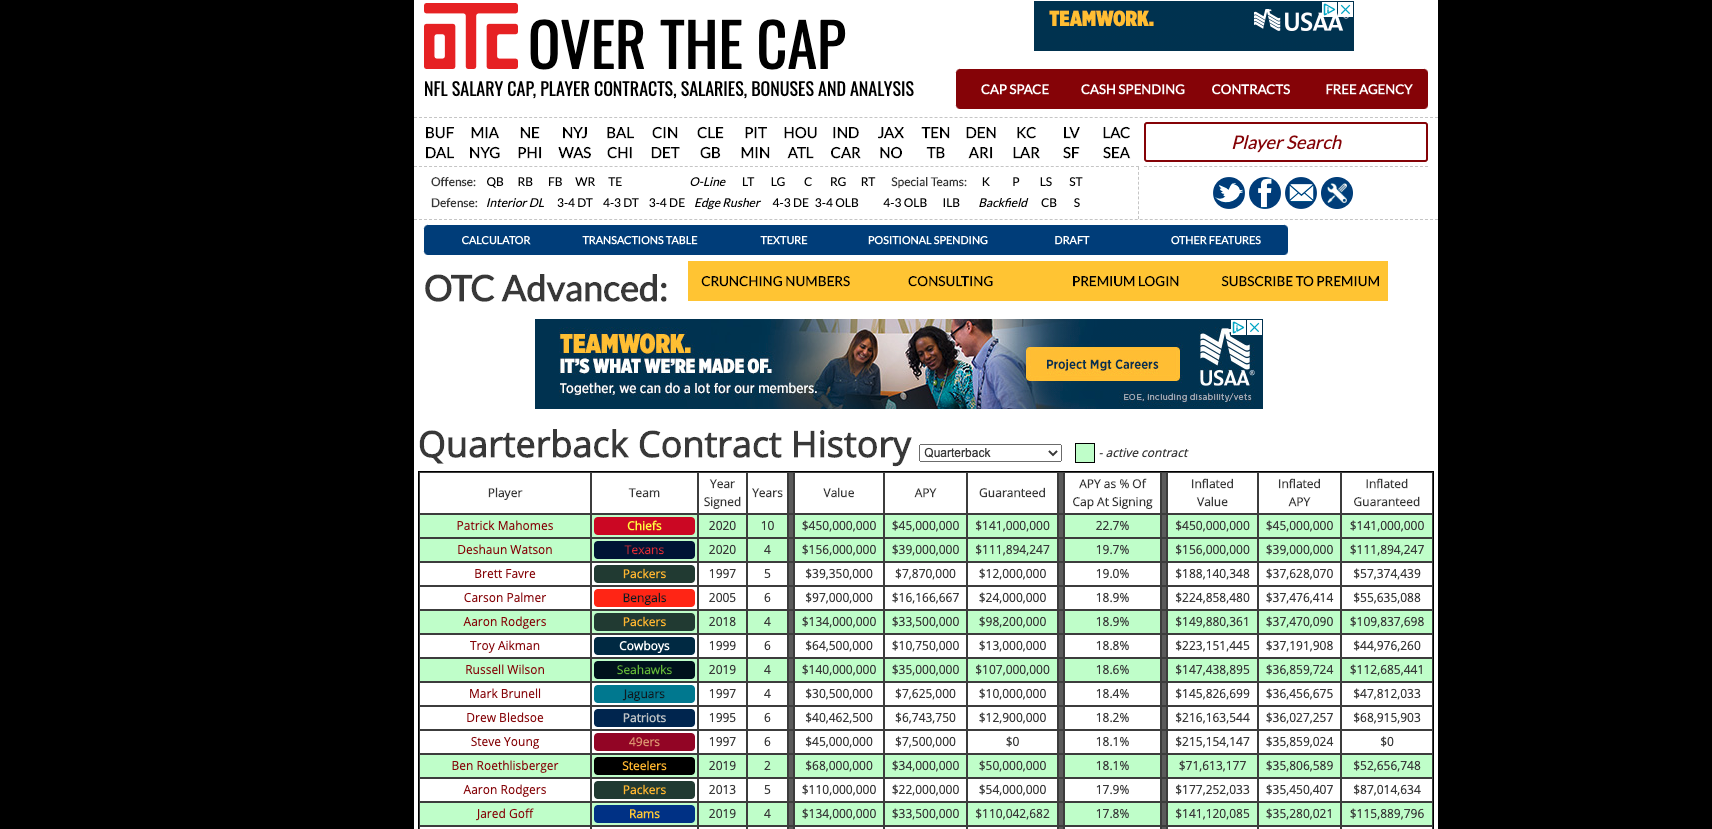 OTC OVER THE CAP
NFL SALARY CAP, PLAYER CONTRACTS, SALARIES, BONUSES AND ANALYSIS
TEAMWORK. USAA
CAP SPACE CASH SPENDING CONTRACTS FREE AGENCY
BUF MIA NE NYJ BAL CIN CLE PIT HOU IND JAX TEN DEN KC LV LAC
DAL NYG PHI WAS CHI DET GB MIN ATL CAR NO TB ARI LAR SF SEA
Player Search
Offense: QB RB FB WR TE O-Line LT LG C RG RT Special Teams: K P LS ST
Defense: Interior DL 3-4 DT 4-3 DT 3-4 DE Edge Rusher 4-3 DE 3-4 OLB 4-3 OLB ILB Backfield CB S
CALCULATOR TRANSACTIONS TABLE TEXTURE POSITIONAL SPENDING DRAFT OTHER FEATURES
OTC Advanced: CRUNCHING NUMBERS CONSULTING PREMIUM LOGIN SUBSCRIBE TO PREMIUM
TEAMWORK.
IT'S WHAT WE'RE MADE OF.
Together, we can do a lot for our members.
Project Mgt Careers
USAA®
EOE, including disability/vets
Quarterback Contract History Quarterback - active contract
Player Team Year Signed Years Value APY Guaranteed APY as % Of Cap At Signing Inflated Value Inflated APY Inflated Guaranteed
Patrick Mahomes Chiefs 2020 10 $450,000,000 $45,000,000 $141,000,000 22.7% $450,000,000 $45,000,000 $141,000,000
Deshaun Watson Texans 2020 4 $156,000,000 $39,000,000 $111,894,247 19.7% $156,000,000 $39,000,000 $111,894,247
Brett Favre Packers 1997 5 $39,350,000 $7,870,000 $12,000,000 19.0% $188,140,348 $37,628,070 $57,374,439
Carson Palmer Bengals 2005 6 $97,000,000 $16,166,667 $24,000,000 18.9% $224,858,480 $37,476,414 $55,635,088
Aaron Rodgers Packers 2018 4 $134,000,000 $33,500,000 $98,200,000 18.9% $149,880,361 $37,470,090 $109,837,698
Troy Aikman Cowboys 1999 6 $64,500,000 $10,750,000 $13,000,000 18.8% $223,151,445 $37,191,908 $44,976,260
Russell Wilson Seahawks 2019 4 $140,000,000 $35,000,000 $107,000,000 18.6% $147,438,895 $36,859,724 $112,685,441
Mark Brunell Jaguars 1997 4 $30,500,000 $7,625,000 $10,000,000 18.4% $145,826,699 $36,456,675 $47,812,033
Drew Bledsoe Patriots 1995 6 $40,462,500 $6,743,750 $12,900,000 18.2% $216,163,544 $36,027,257 $68,915,903
Steve Young 49ers 1997 6 $45,000,000 $7,500,000 $0 18.1% $215,154,147 $35,859,024 $0
Ben Roethlisberger Steelers 2019 2 $68,000,000 $34,000,000 $50,000,000 18.1% $71,613,177 $35,806,589 $52,656,748
Aaron Rodgers Packers 2013 5 $110,000,000 $22,000,000 $54,000,000 17.9% $177,252,033 $35,450,407 $87,014,634
Jared Goff Rams 2019 4 $134,000,000 $33,500,000 $110,042,682 17.8% $141,120,085 $35,280,021 $115,889,796